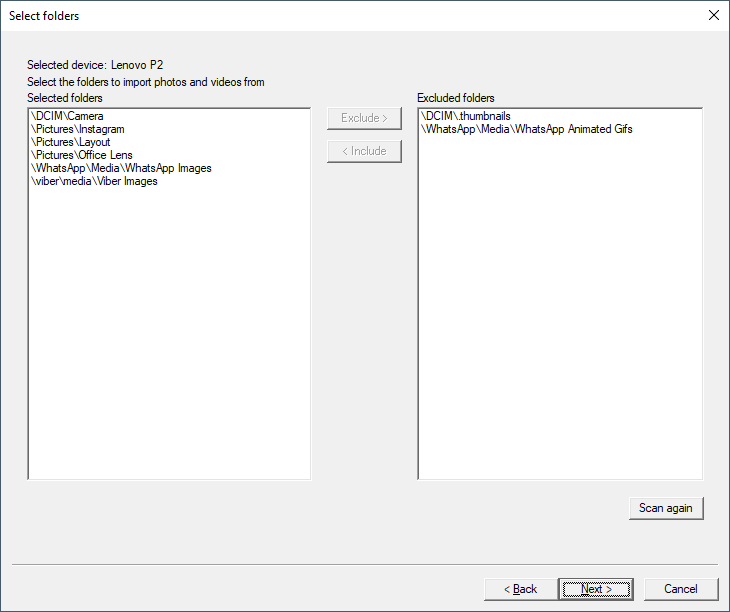 Select folders
Selected device: Lenovo P2
Select the folders to import photos and videos from
Selected folders
\DCIM\Camera
\Pictures\Instagram
\Pictures\Layout
\Pictures\Office Lens
\WhatsApp\Media\WhatsApp Images
\viber\media\Viber Images
Exclude >
< Include
Excluded folders
\DCIM\.thumbnails
\WhatsApp\Media\WhatsApp Animated Gifs
Scan again
< Back
Next >
Cancel